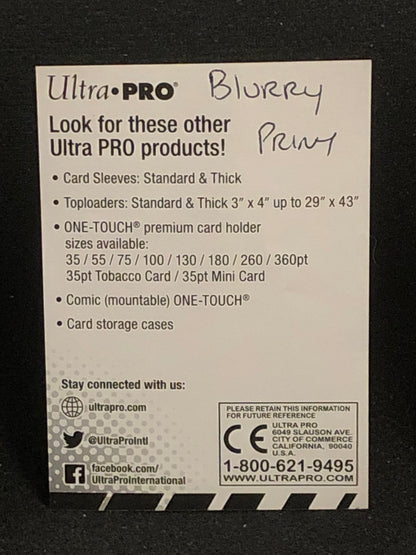 Ultra•PRO® Blurry
Look for these other
Ultra PRO products! Print
• Card Sleeves: Standard & Thick
• Toploaders: Standard & Thick 3" x 4" up to 29" x 43"
• ONE-TOUCH® premium card holder
sizes available:
35 / 55 / 75 / 100 / 130 / 180 / 260 / 360pt
35pt Tobacco Card / 35pt Mini Card
• Comic (mountable) ONE-TOUCH®
• Card storage cases
Stay connected with us:
ultrapro.com
@UltraProIntl
facebook.com/
UltraProInternational
PLEASE RETAIN THIS INFORMATION
FOR FUTURE REFERENCE
CE
ULTRA PRO
6049 SLAUSON AVE.
CITY OF COMMERCE
CALIFORNIA, 90040
U.S.A.
1-800-621-9495
WWW.ULTRAPRO.COM